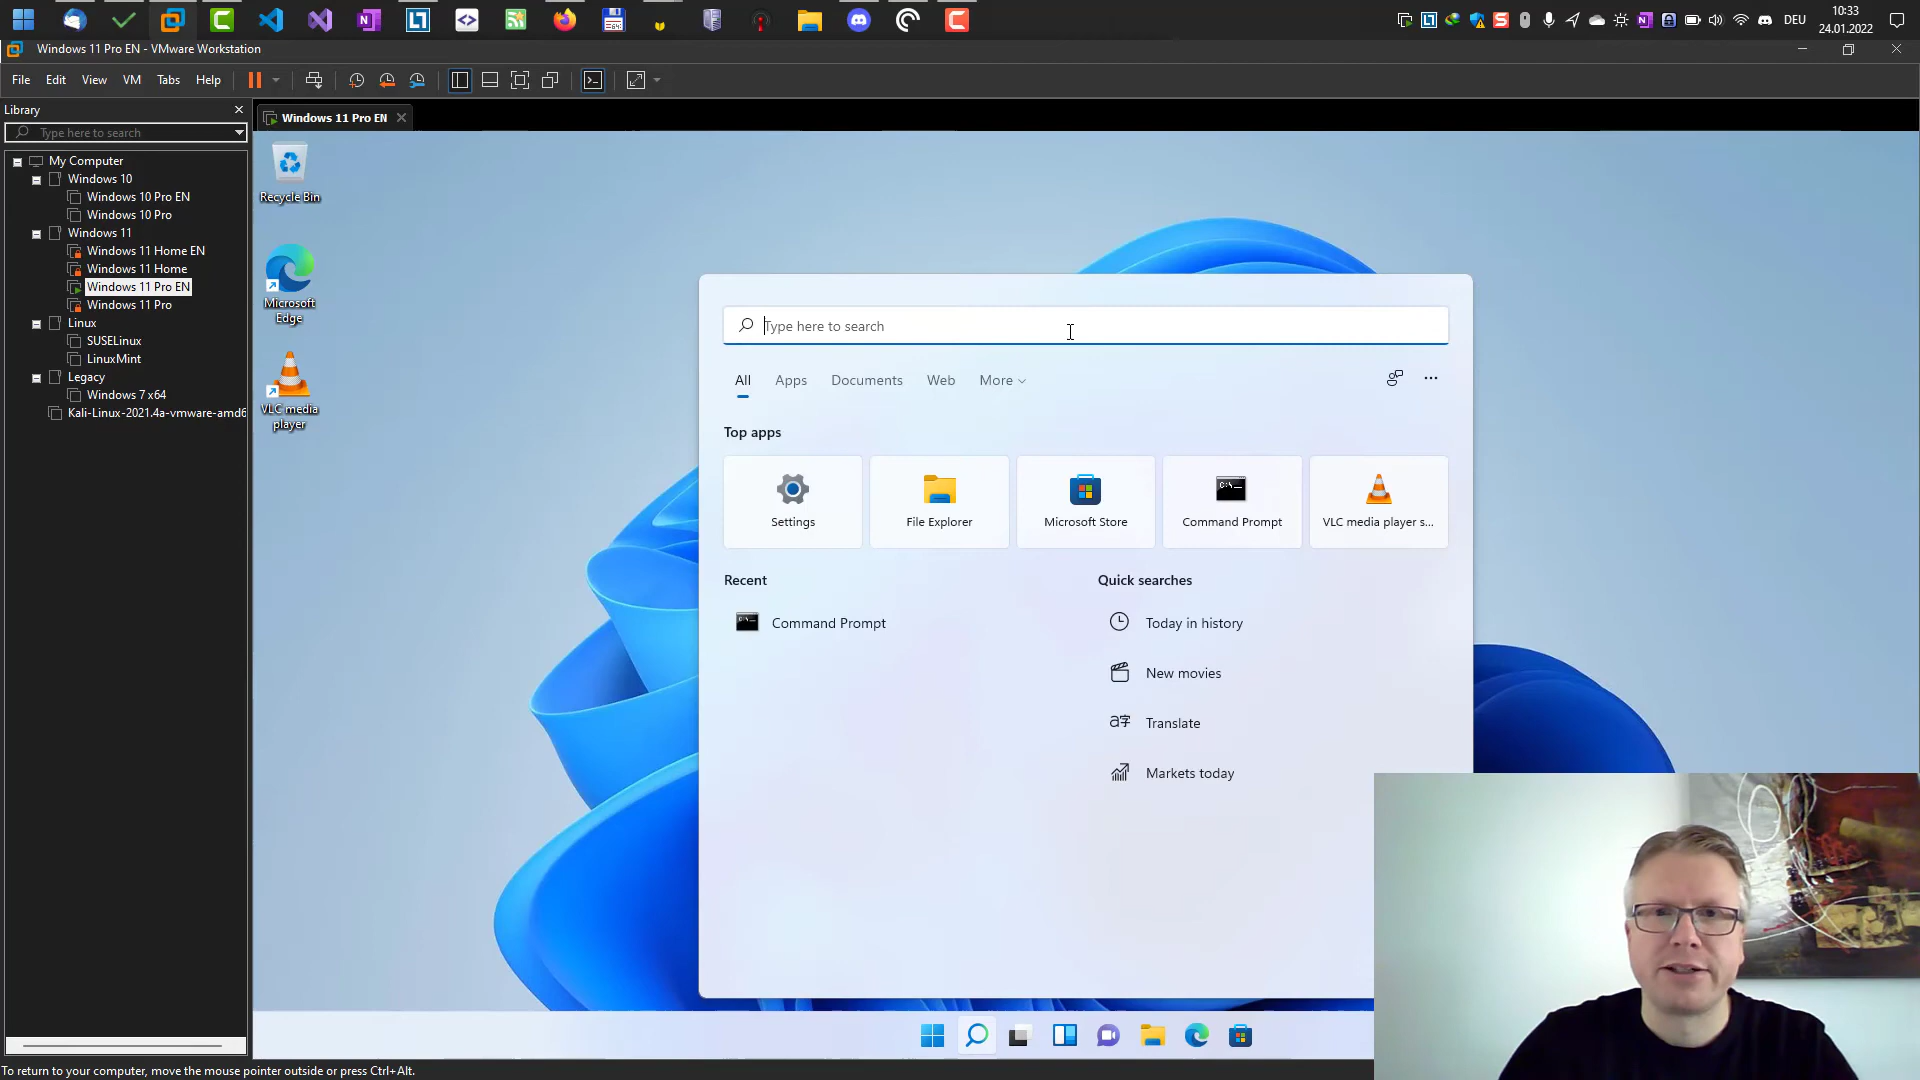 DEU
10:33
24.01.2022
Windows 11 Pro EN - VMware Workstation
File Edit View VM Tabs Help
Library
Type here to search
My Computer
Windows 10
Windows 10 Pro EN
Windows 10 Pro
Windows 11
Windows 11 Home EN
Windows 11 Home
Windows 11 Pro EN
Windows 11 Pro
Linux
SUSELinux
LinuxMint
Legacy
Windows 7 x64
Kali-Linux-2021.4a-vmware-amd6
Windows 11 Pro EN
Recycle Bin
Microsoft
Edge
VLC media
player
Type here to search
All Apps Documents Web More
Top apps
Settings
File Explorer
Microsoft Store
Command Prompt
VLC media player s...
Recent
Command Prompt
Quick searches
Today in history
New movies
Translate
Markets today
To return to your computer, move the mouse pointer outside or press Ctrl+Alt.